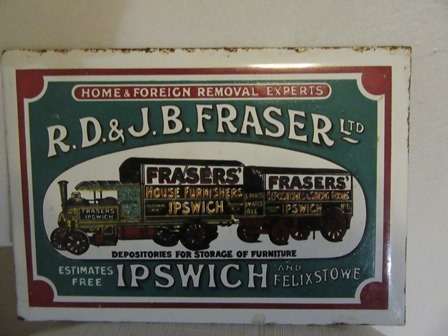 HOME & FOREIGN REMOVAL EXPERTS
R.D. & J.B. FRASER LTD
FRASERS'
HOUSE FURNISHERS
IPSWICH
FRASERS'
IPSWICH
FRASERS
IPSWICH
DEPOSITORIES FOR STORAGE OF FURNITURE
ESTIMATES FREE
IPSWICH
AND FELIXSTOWE